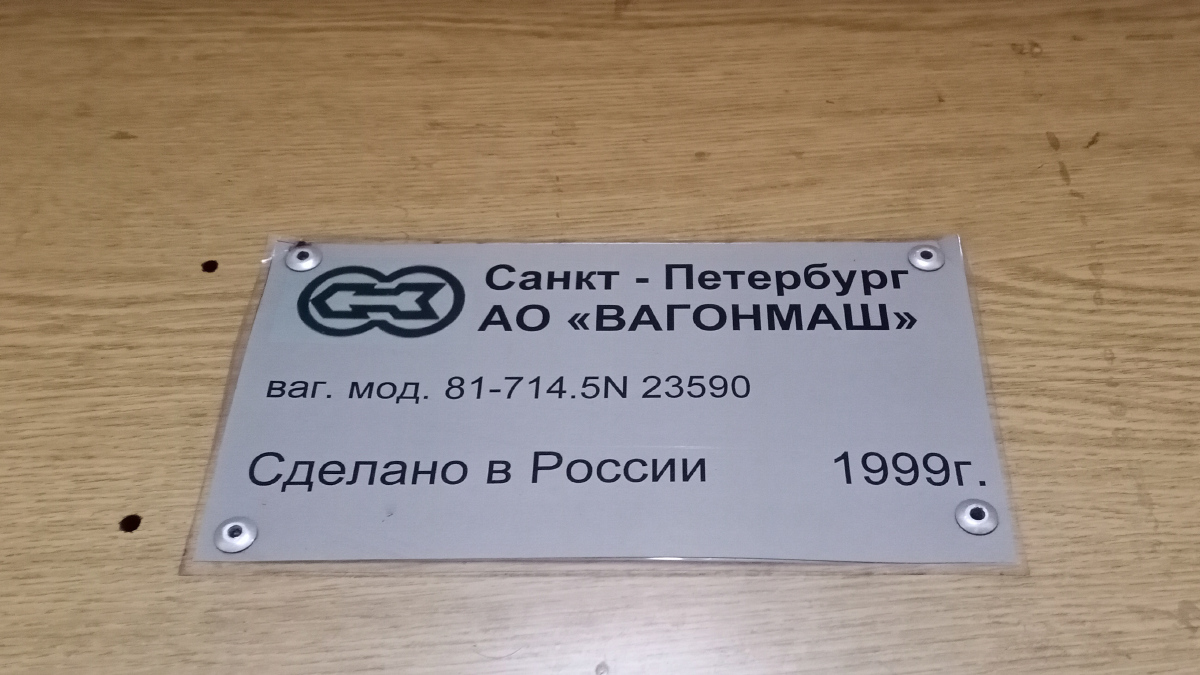 Санкт - Петербург
АО «ВАГОНМАШ»
ваг. мод. 81-714.5N 23590
Сделано в России 1999г.